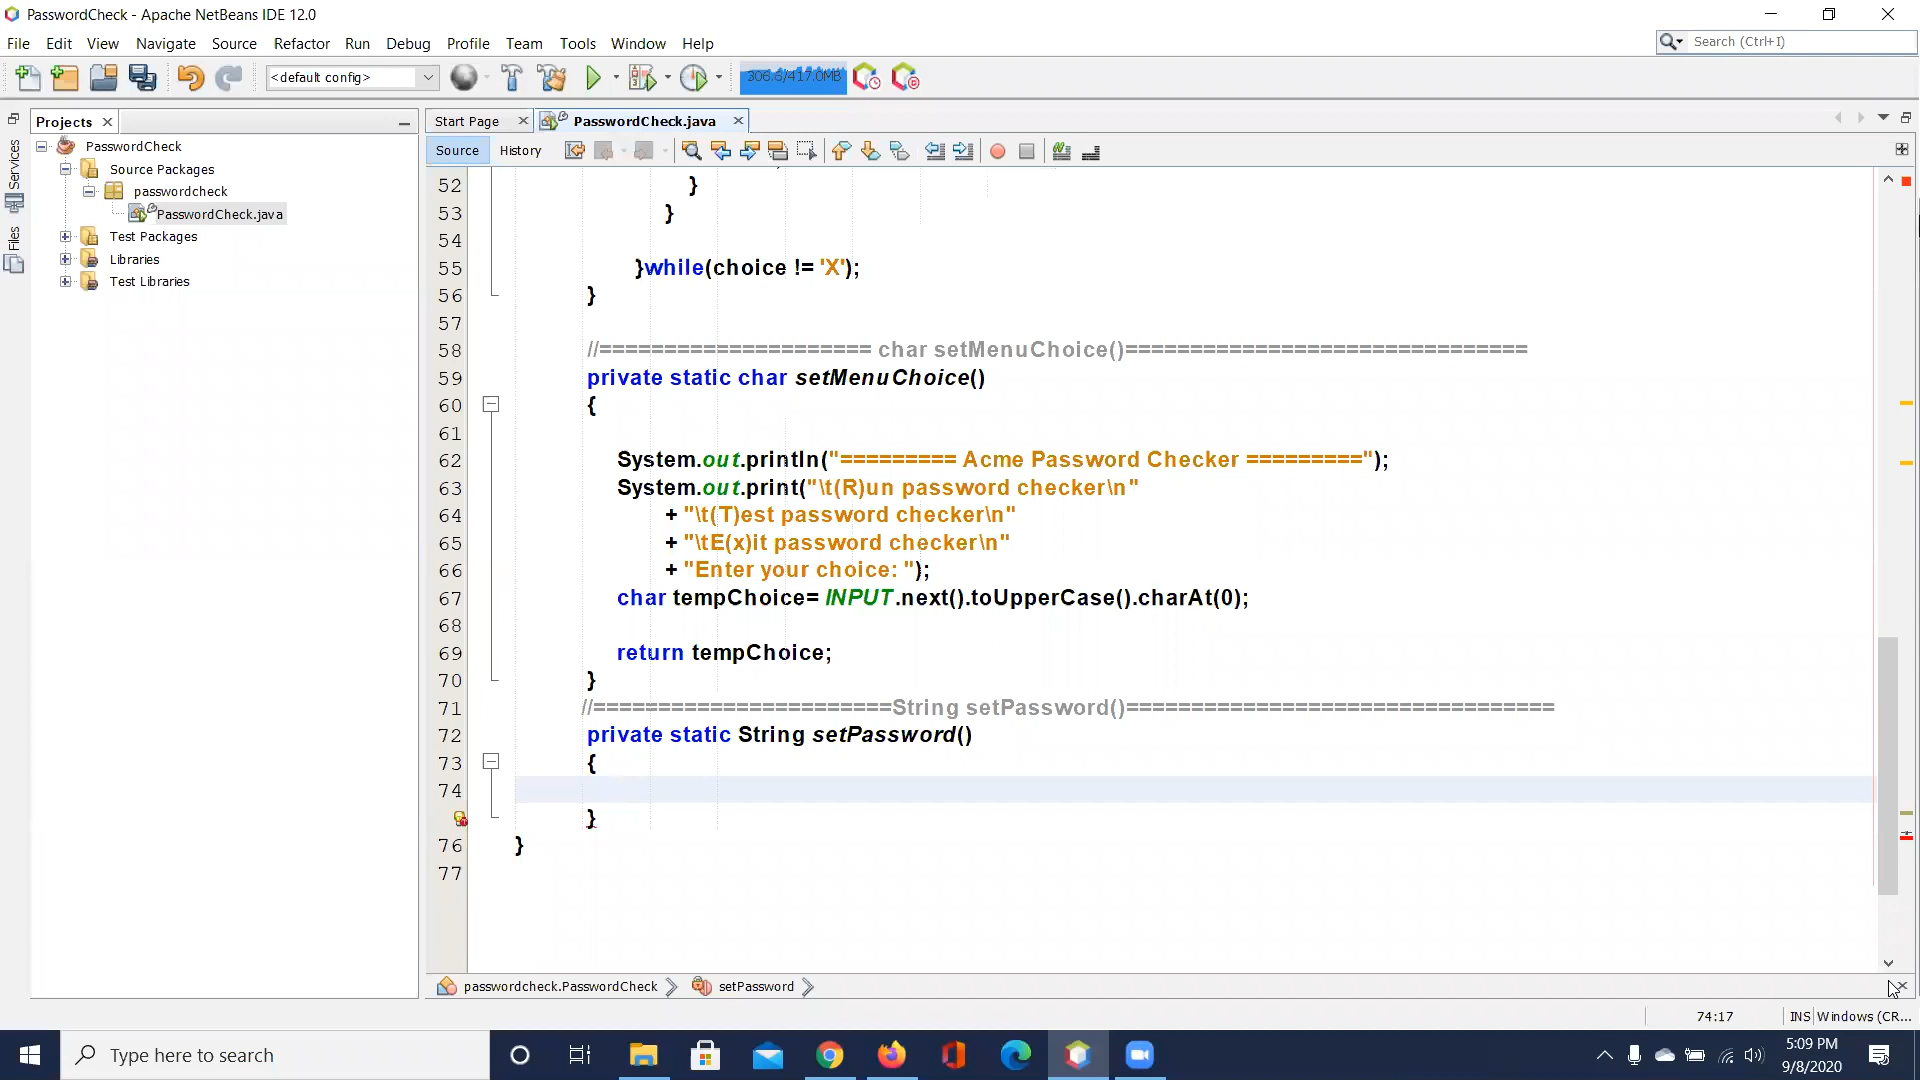 PasswordCheck - Apache NetBeans IDE 12.0
File Edit View Navigate Source Refactor Run Debug Profile Team Tools Window Help
Search (Ctrl+I)
<default config>
306.6/417.0MB
Projects
Start Page
PasswordCheck.java
Services
Files
PasswordCheck
Source Packages
passwordcheck
PasswordCheck.java
Test Packages
Libraries
Test Libraries
Source History
52 }
53 }
54
55 }while(choice != 'X');
56 }
57
58 //===================== char setMenuChoice()===============================
59 private static char setMenuChoice()
60 {
61
62 System.out.println("========= Acme Password Checker =========");
63 System.out.print("\t(R)un password checker\n"
64 + "\t(T)est password checker\n"
65 + "\tE(x)it password checker\n"
66 + "Enter your choice: ");
67 char tempChoice= INPUT.next().toUpperCase().charAt(0);
68
69 return tempChoice;
70 }
71 //=======================String setPassword()=================================
72 private static String setPassword()
73 {
74
}
76 }
77
passwordcheck.PasswordCheck
setPassword
74:17
INS
Windows (CR...
Type here to search
5:09 PM
9/8/2020